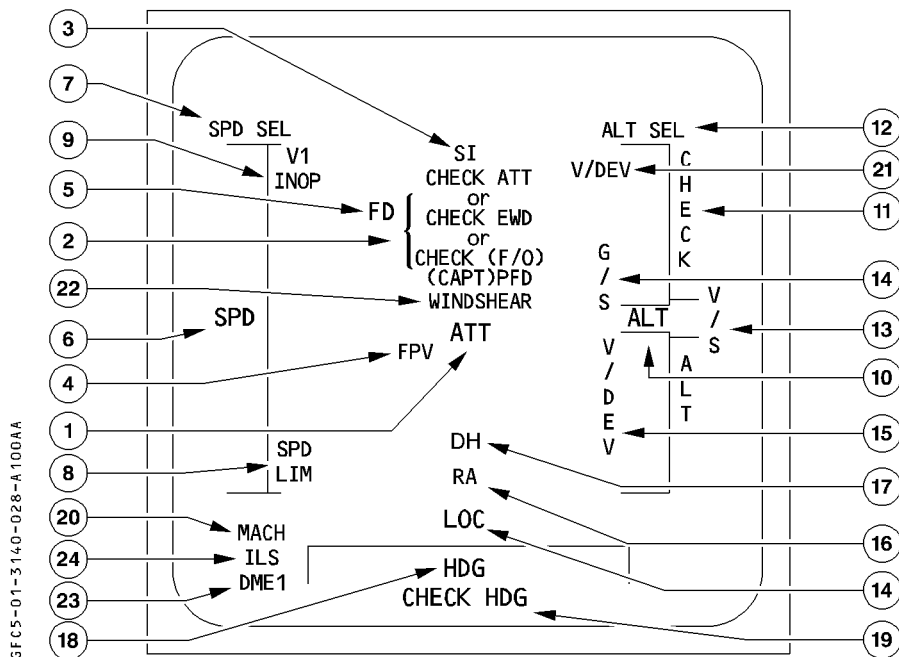 3
7
SPD SEL
ALT SEL
12
9
V1
INOP
SI
CHECK ATT
V/DEV
21
5
FD
or
CHECK EWD
CHECK
11
2
or
CHECK (F/O)
(CAPT)PFD
G/S
14
22
WINDSHEAR
6
SPD
ATT
ALT
V/S
13
4
FPV
10
1
V/DEV
ALT
15
8
SPD
LIM
DH
17
RA
16
20
MACH
LOC
14
24
ILS
23
DME1
HDG
18
CHECK HDG
19
GFC5-01-3140-028-A100AA